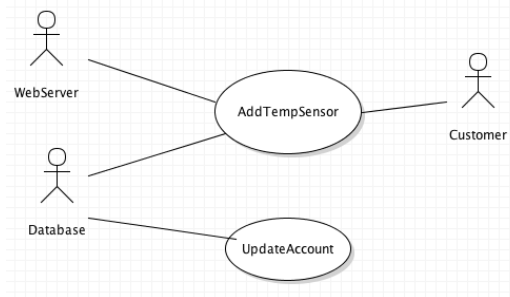 WebServer
AddTempSensor
Customer
Database
UpdateAccount